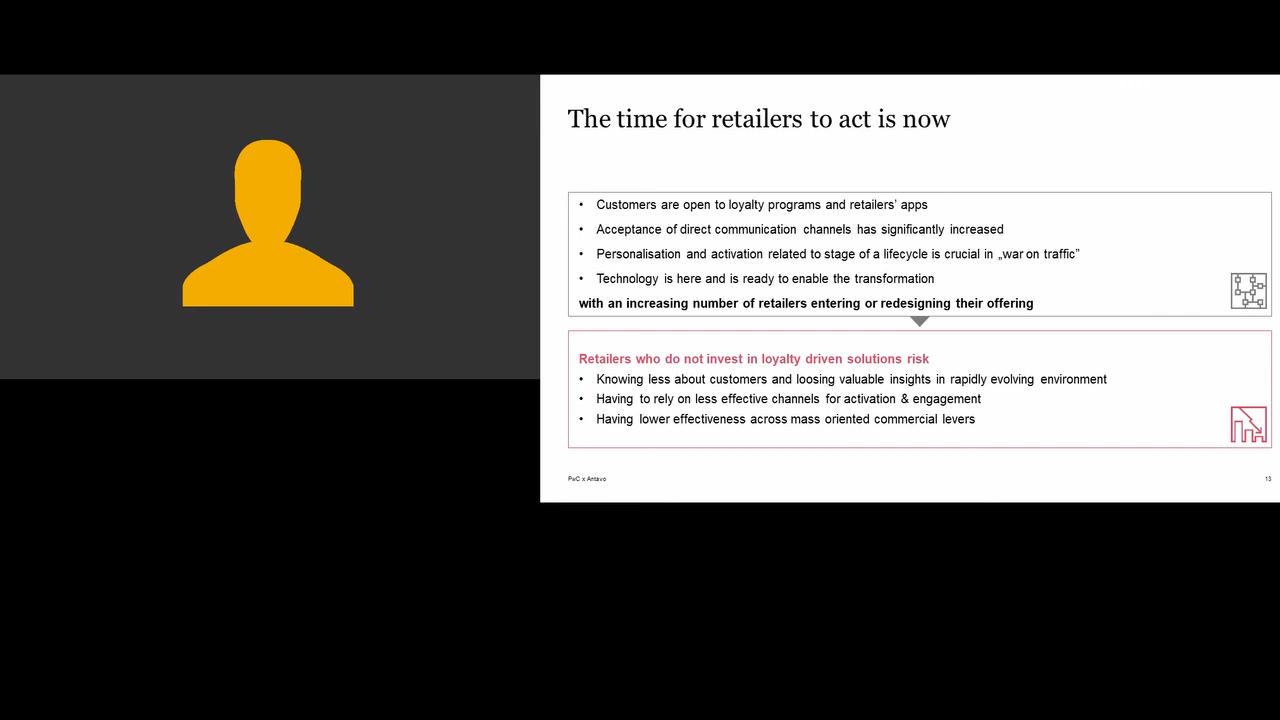 The time for retailers to act is now
• Customers are open to loyalty programs and retailers’ apps
• Acceptance of direct communication channels has significantly increased
• Personalisation and activation related to stage of a lifecycle is crucial in „war on traffic”
• Technology is here and is ready to enable the transformation
with an increasing number of retailers entering or redesigning their offering
Retailers who do not invest in loyalty driven solutions risk
• Knowing less about customers and loosing valuable insights in rapidly evolving environment
• Having to rely on less effective channels for activation & engagement
• Having lower effectiveness across mass oriented commercial levers
PwC x Antavo
13